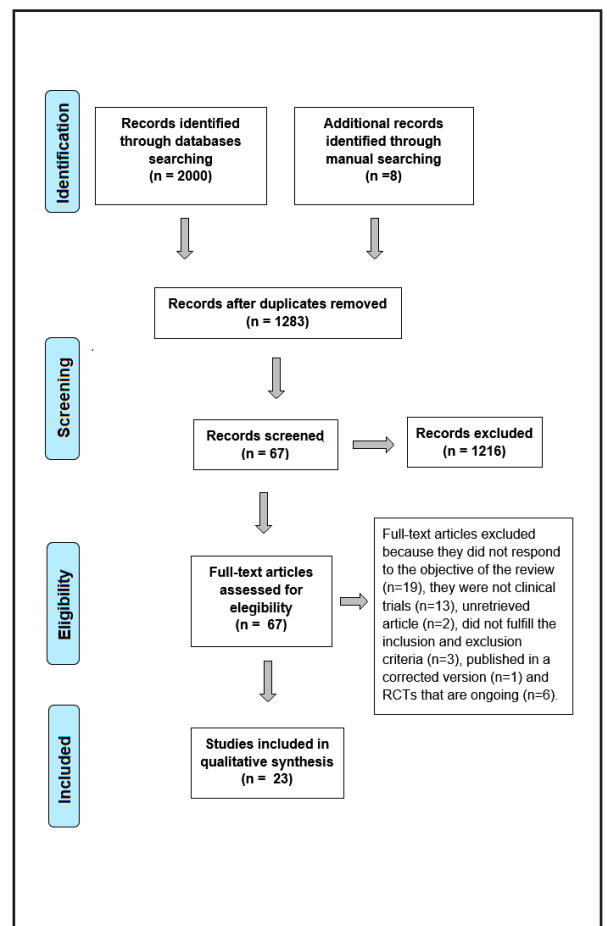 Identification
Records identified
through databases
searching
(n = 2000)
Additional records
identified through
manual searching
(n =8)
Records after duplicates removed
(n = 1283)
Screening
Records screened
(n = 67)
Records excluded
(n = 1216)
Eligibility
Full-text articles
assessed for
elegibility
(n = 67)
Full-text articles excluded
because they did not respond
to the objective of the review
(n=19), they were not clinical
trials (n=13), unretrieved
article (n=2), did not fulfill the
inclusion and exclusion
criteria (n=3), published in a
corrected version (n=1) and
RCTs that are ongoing (n=6).
Included
Studies included in
qualitative synthesis
(n = 23)